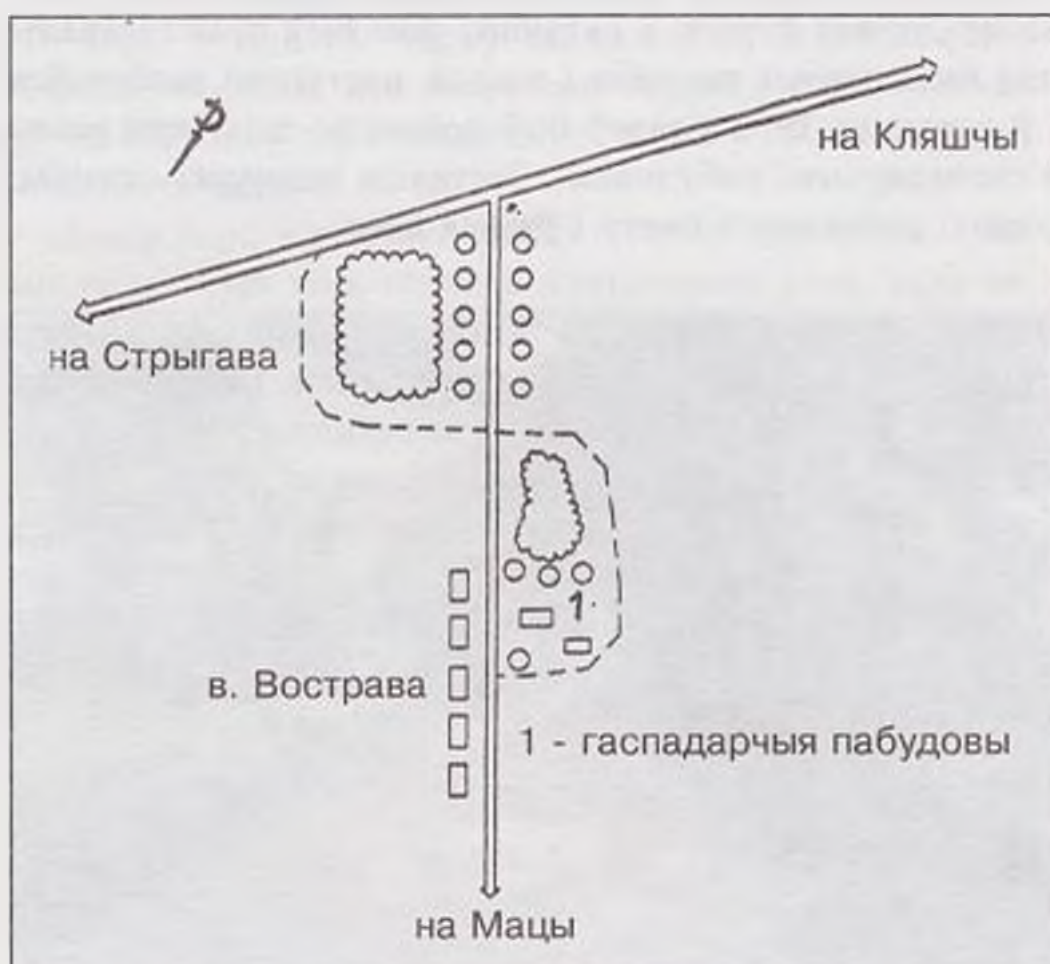 на Кляшчы
на Стрыгава
1
в. Вострава
1 - гаспадарчыя пабудовы
на Мацы